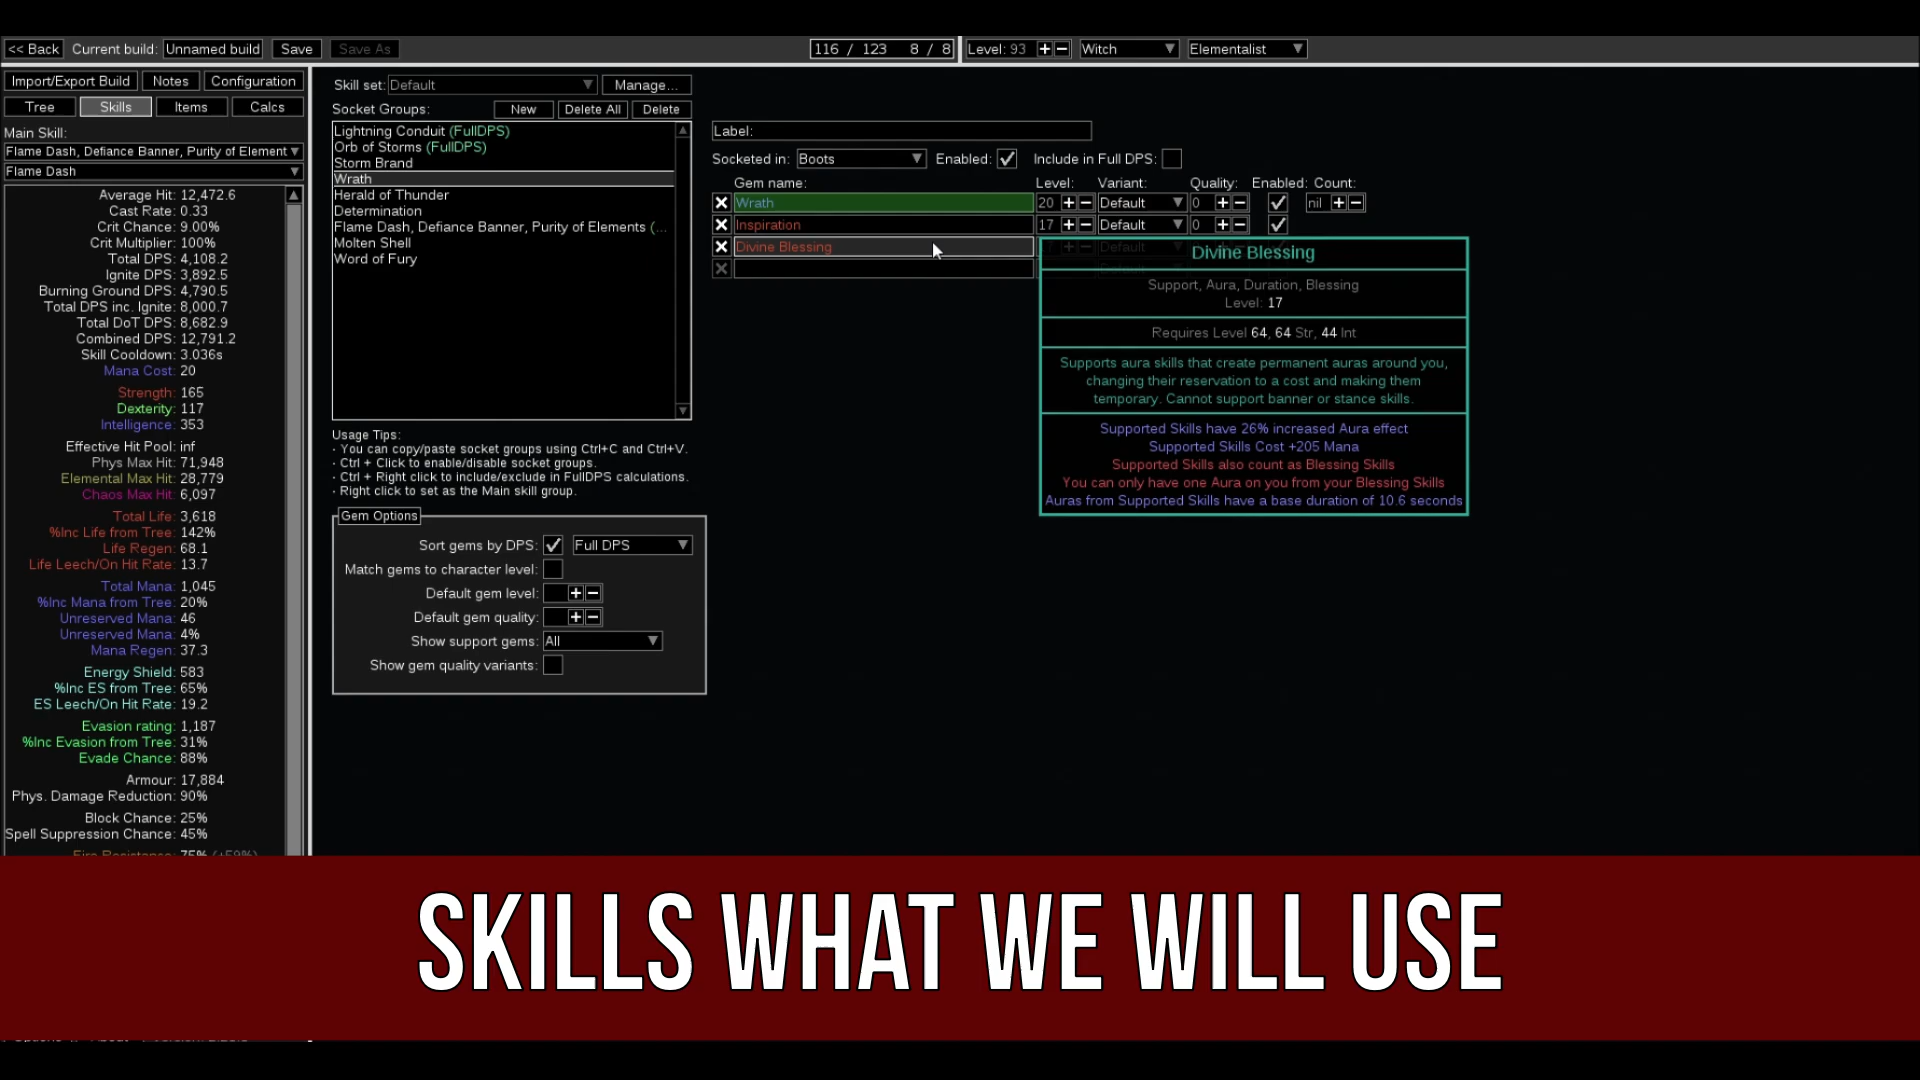 << Back Current build: Unnamed build Save Save As 116 / 123 8 / 8 Level: 93 Witch Elementalist
Import/Export Build Notes Configuration
Tree Skills Items Calcs
Main Skill:
Flame Dash, Defiance Banner, Purity of Element
Flame Dash
Average Hit: 12,472.6
Cast Rate: 0.33
Crit Chance: 9.00%
Crit Multiplier: 100%
Total DPS: 4,108.2
Ignite DPS: 3,892.5
Burning Ground DPS: 4,790.5
Total DPS inc. Ignite: 8,000.7
Total DoT DPS: 8,682.9
Combined DPS: 12,791.2
Skill Cooldown: 3.036s
Mana Cost: 20
Strength: 165
Dexterity: 117
Intelligence: 353
Effective Hit Pool: inf
Phys Max Hit: 71,948
Elemental Max Hit: 28,779
Chaos Max Hit: 6,097
Total Life: 3,618
%Inc Life from Tree: 142%
Life Regen: 68.1
Life Leech/On Hit Rate: 13.7
Total Mana: 1,045
%Inc Mana from Tree: 20%
Unreserved Mana: 46
Unreserved Mana: 4%
Mana Regen: 37.3
Energy Shield: 583
%Inc ES from Tree: 65%
ES Leech/On Hit Rate: 19.2
Evasion rating: 1,187
%Inc Evasion from Tree: 31%
Evade Chance: 88%
Armour: 17,884
Phys. Damage Reduction: 90%
Block Chance: 25%
Spell Suppression Chance: 45%
Fire Resistance: 75% (+59%)
Skill set: Default Manage...
Socket Groups: New Delete All Delete
Lightning Conduit (FullDPS)
Orb of Storms (FullDPS)
Storm Brand
Wrath
Herald of Thunder
Determination
Flame Dash, Defiance Banner, Purity of Elements (...
Molten Shell
Word of Fury
Usage Tips:
· You can copy/paste socket groups using Ctrl+C and Ctrl+V.
· Ctrl + Click to enable/disable socket groups.
· Ctrl + Right click to include/exclude in FullDPS calculations.
· Right click to set as the Main skill group.
Gem Options
Sort gems by DPS: Full DPS
Match gems to character level:
Default gem level:
Default gem quality:
Show support gems: All
Show gem quality variants:
Label:
Socketed in: Boots Enabled: Include in Full DPS:
Gem name: Level: Variant: Quality: Enabled: Count:
Wrath 20 Default 0 nil
Inspiration 17 Default 0
Divine Blessing Default
Divine Blessing
Support, Aura, Duration, Blessing
Level: 17
Requires Level 64, 64 Str, 44 Int
Supports aura skills that create permanent auras around you,
changing their reservation to a cost and making them
temporary. Cannot support banner or stance skills.
Supported Skills have 26% increased Aura effect
Supported Skills Cost +205 Mana
Supported Skills also count as Blessing Skills
You can only have one Aura on you from your Blessing Skills
Auras from Supported Skills have a base duration of 10.6 seconds
SKILLS WHAT WE WILL USE